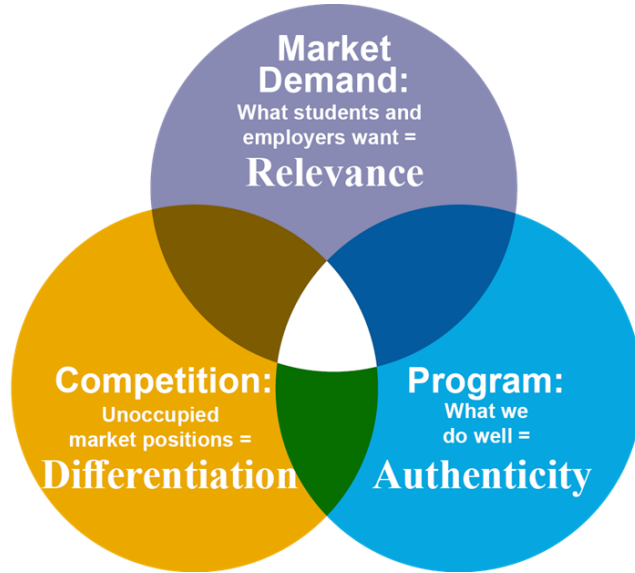 Market
Demand:
What students and
employers want =
Relevance
Competition:
Unoccupied
market positions =
Differentiation
Program:
What we
do well =
Authenticity